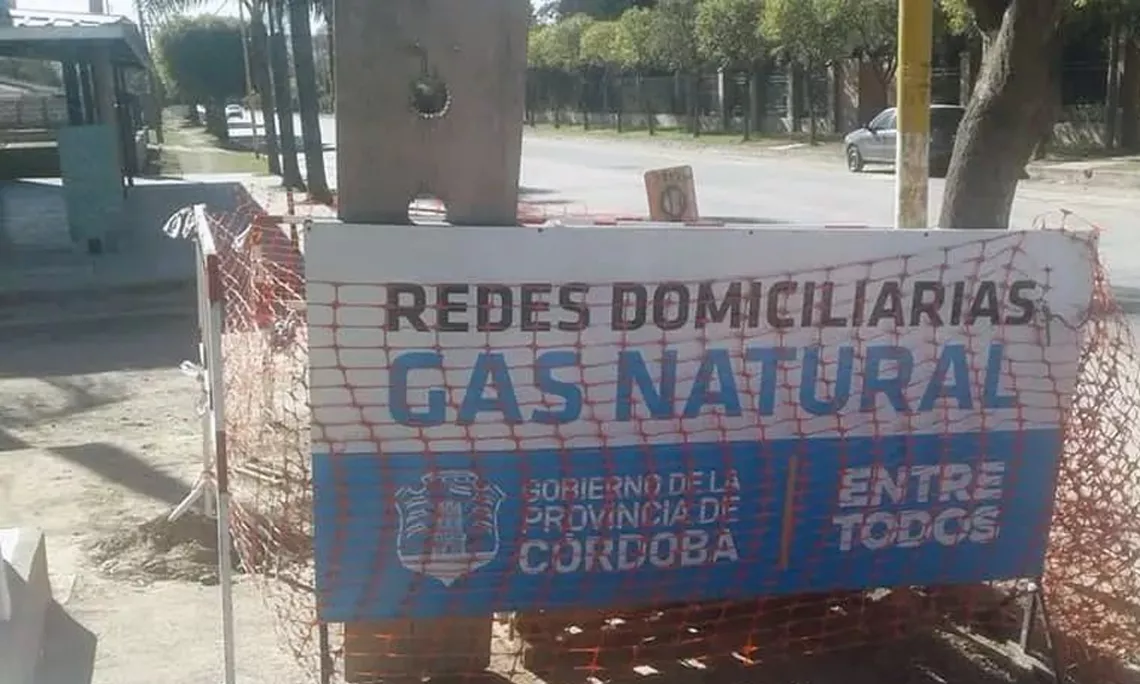 REDES DOMICILIARIAS
GAS NATURAL
GOBIERNO DE LA
PROVINCIA DE
CÓRDOBA
ENTRE
TODOS